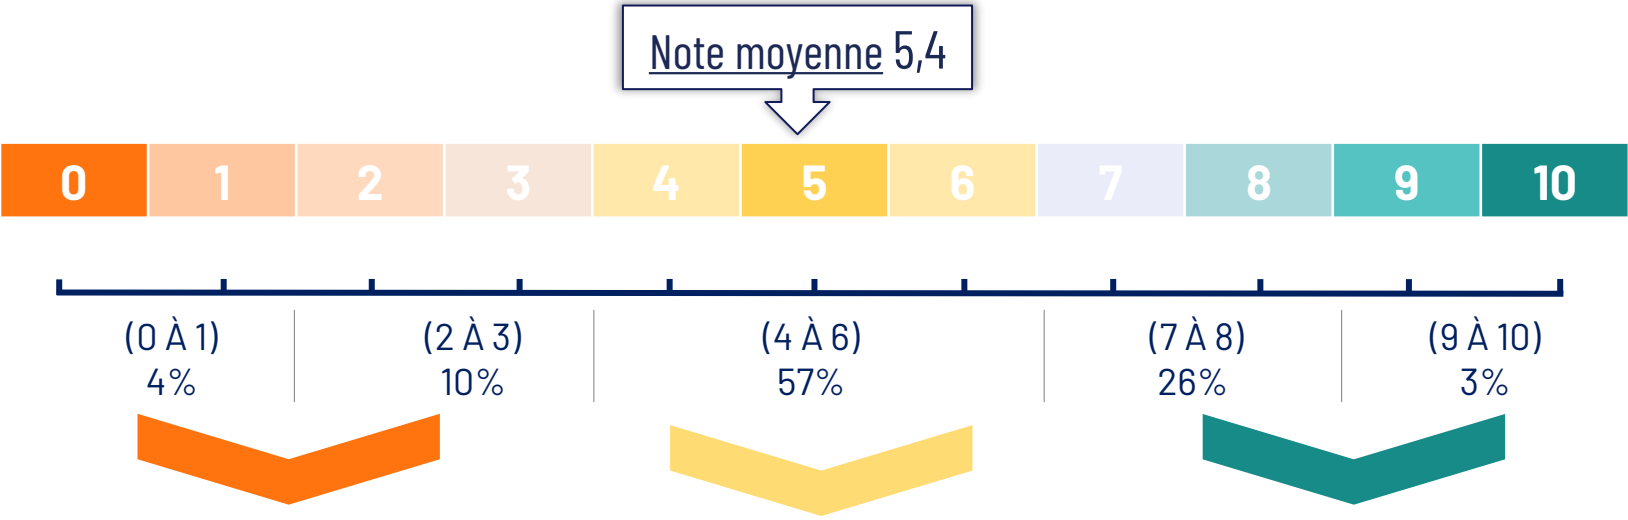 Note moyenne 5,4
0 1 2 3 4 5 6 7 8 9 10
(0 À 1) (2 À 3) (4 À 6) (7 À 8) (9 À 10)
4% 10% 57% 26% 3%